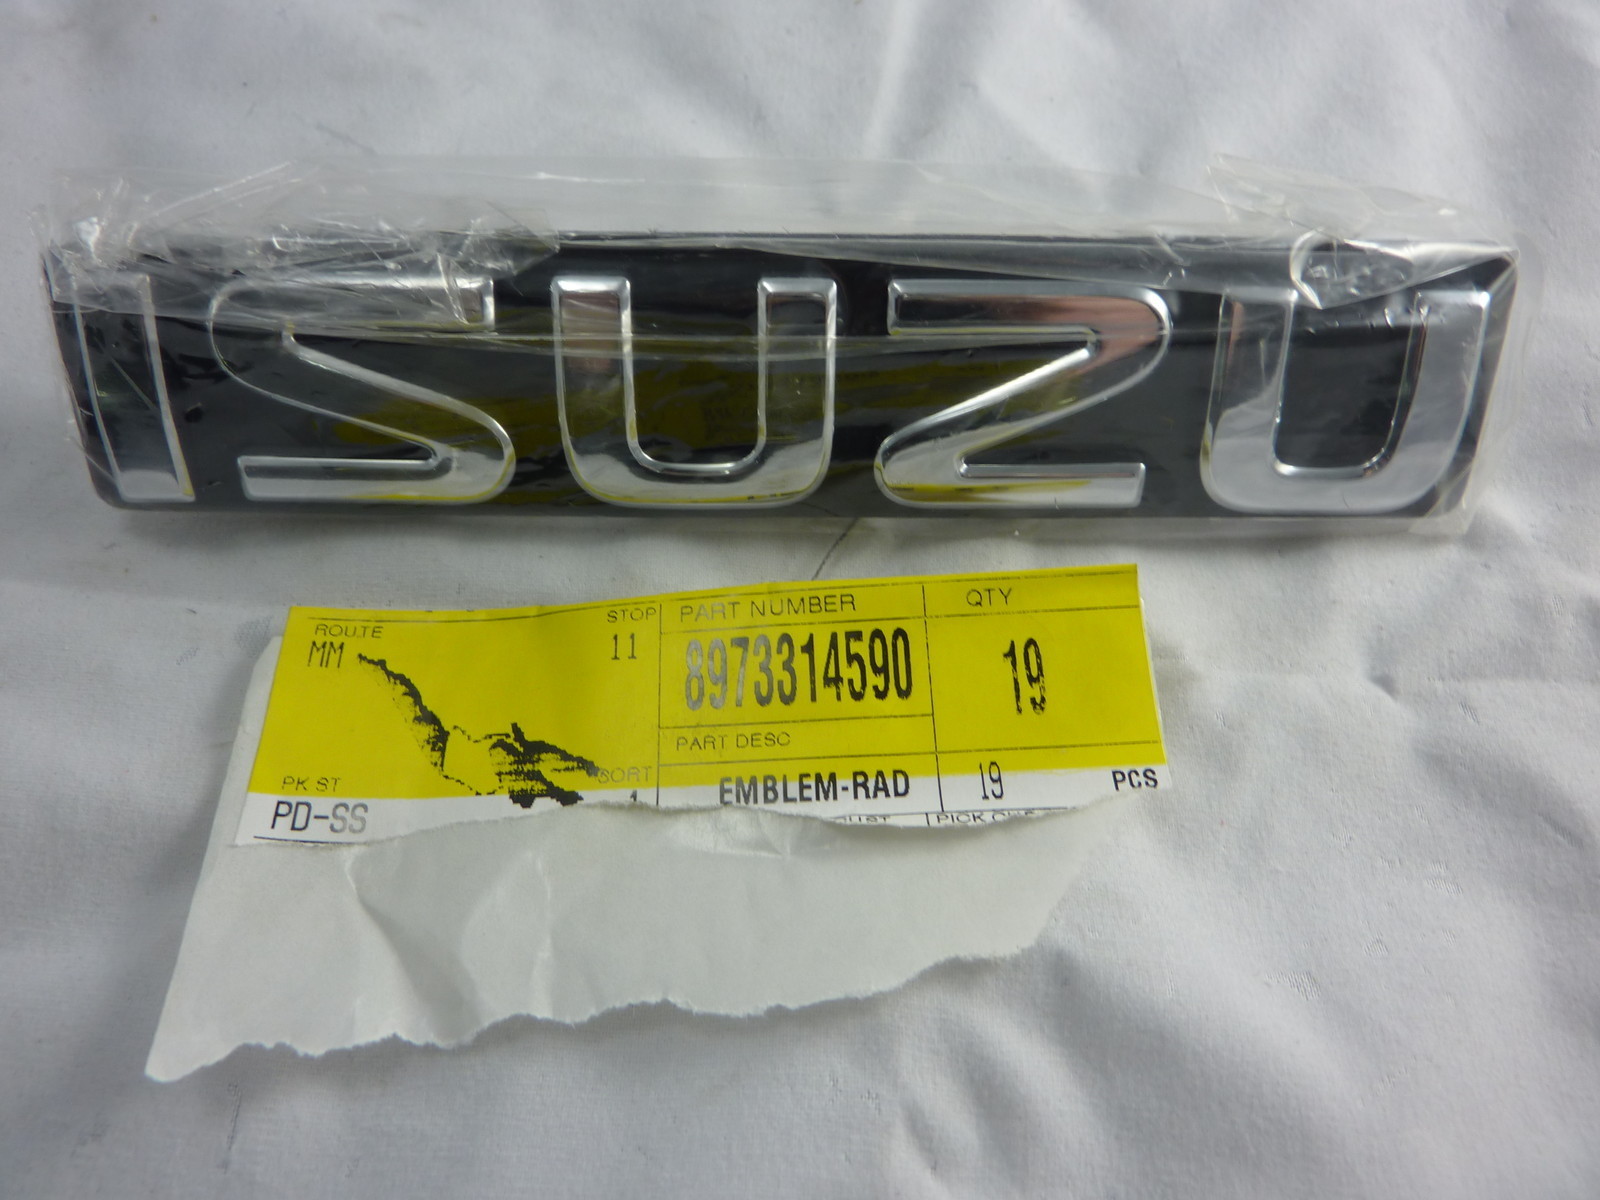 ISUZU
ROUTE
MM
STOP
11
PART NUMBER
8973314590
QTY
19
PART DESC
EMBLEM-RAD
19
PCS
PK ST
PD-SS
SORT